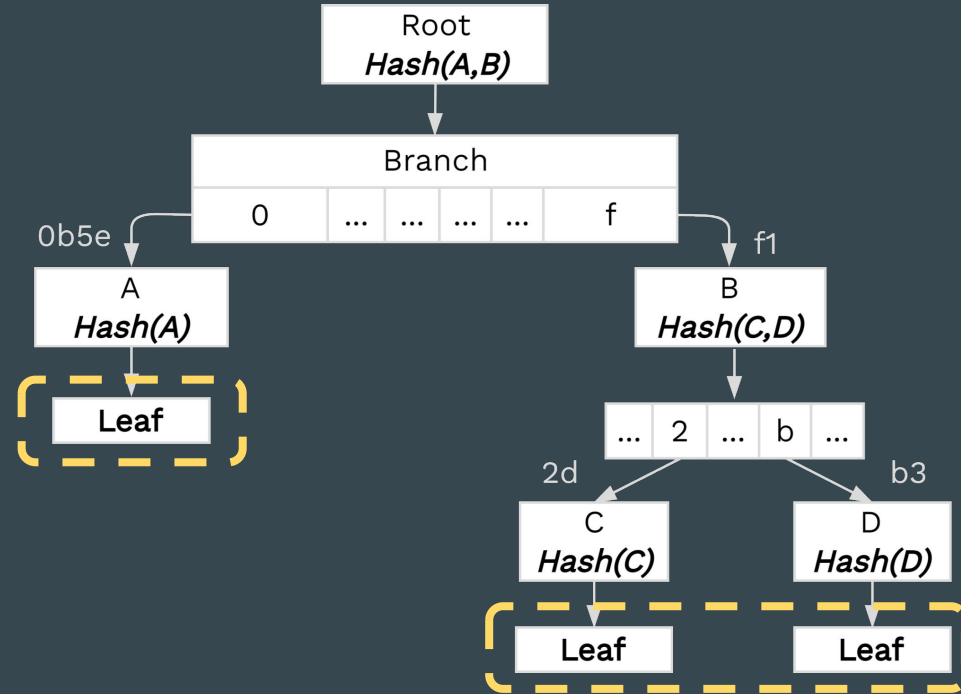 Root
Hash(A,B)
Branch
0 ... ... ... ... f
0b5e
f1
A
Hash(A)
B
Hash(C,D)
Leaf
... 2 ... b ...
2d
b3
C
Hash(C)
D
Hash(D)
Leaf
Leaf